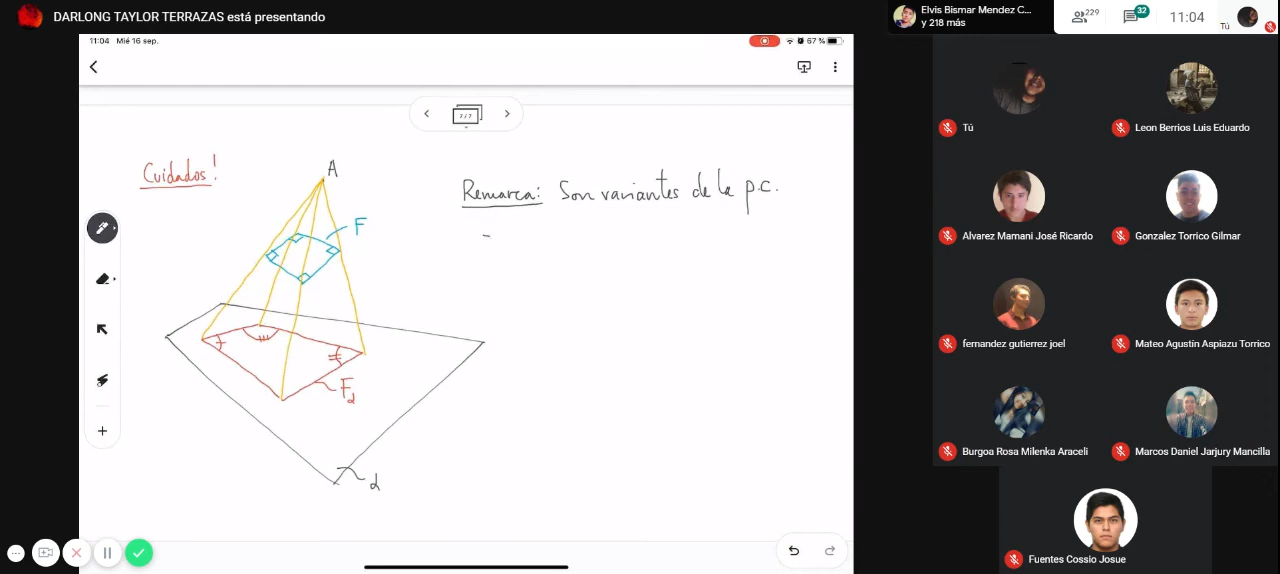 DARLONG TAYLOR TERRAZAS está presentando
Elvis Bismar Mendez C...
y 218 más
229
32
11:04
Tú
11:04 Mié 16 sep.
67 %
7 / 7
Cuidados!
A
F
Remarca: Son variantes de la p.c.
-
F𝛼
𝛼
Tú
Leon Berrios Luis Eduardo
Alvarez Mamani José Ricardo
Gonzalez Torrico Gilmar
fernandez gutierrez joel
Mateo Agustín Aspiazu Torrico
Burgoa Rosa Milenka Araceli
Marcos Daniel Jarjury Mancilla
Fuentes Cossio Josue